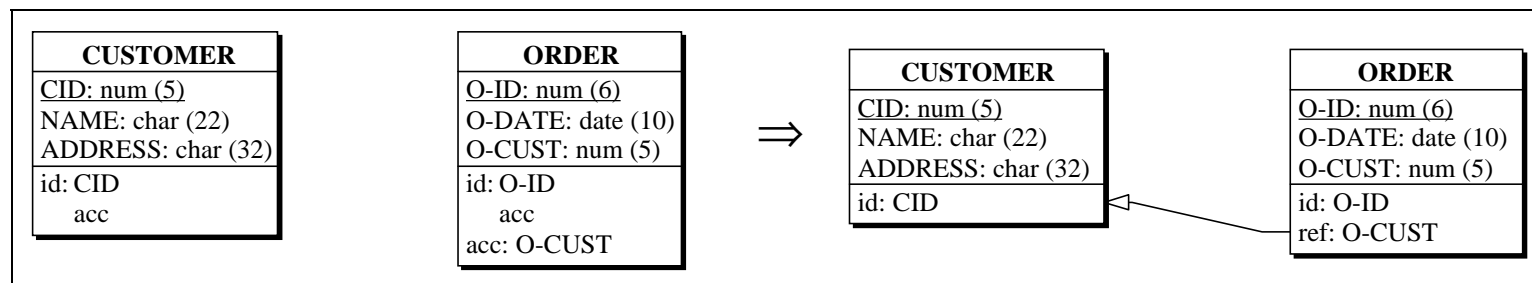 CUSTOMER
CID: num (5)
NAME: char (22)
ADDRESS: char (32)
id: CID
acc
ORDER
O-ID: num (6)
O-DATE: date (10)
O-CUST: num (5)
id: O-ID
acc
acc: O-CUST
⇒
CUSTOMER
CID: num (5)
NAME: char (22)
ADDRESS: char (32)
id: CID
ORDER
O-ID: num (6)
O-DATE: date (10)
O-CUST: num (5)
id: O-ID
ref: O-CUST